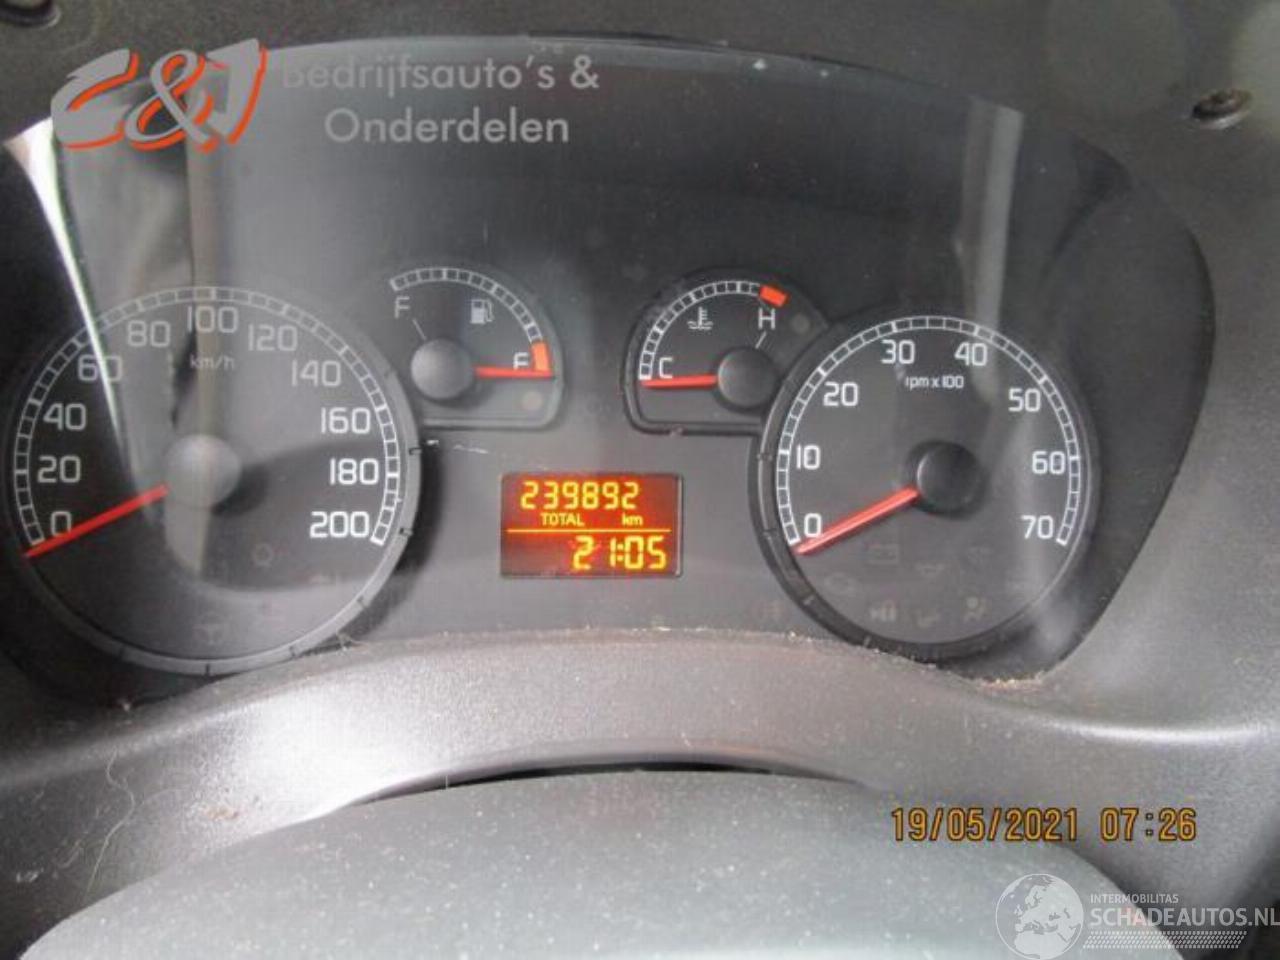 C&J Bedrijfsauto's &
Onderdelen
0
20
40
60
80
100
120
140
160
180
200
km/h
F
E
C
H
0
10
20
30
40
50
60
70
rpm x 100
239892
TOTAL km
21:05
19/05/2021 07:26
INTERMOBILITAS
SCHADEAUTOS.NL